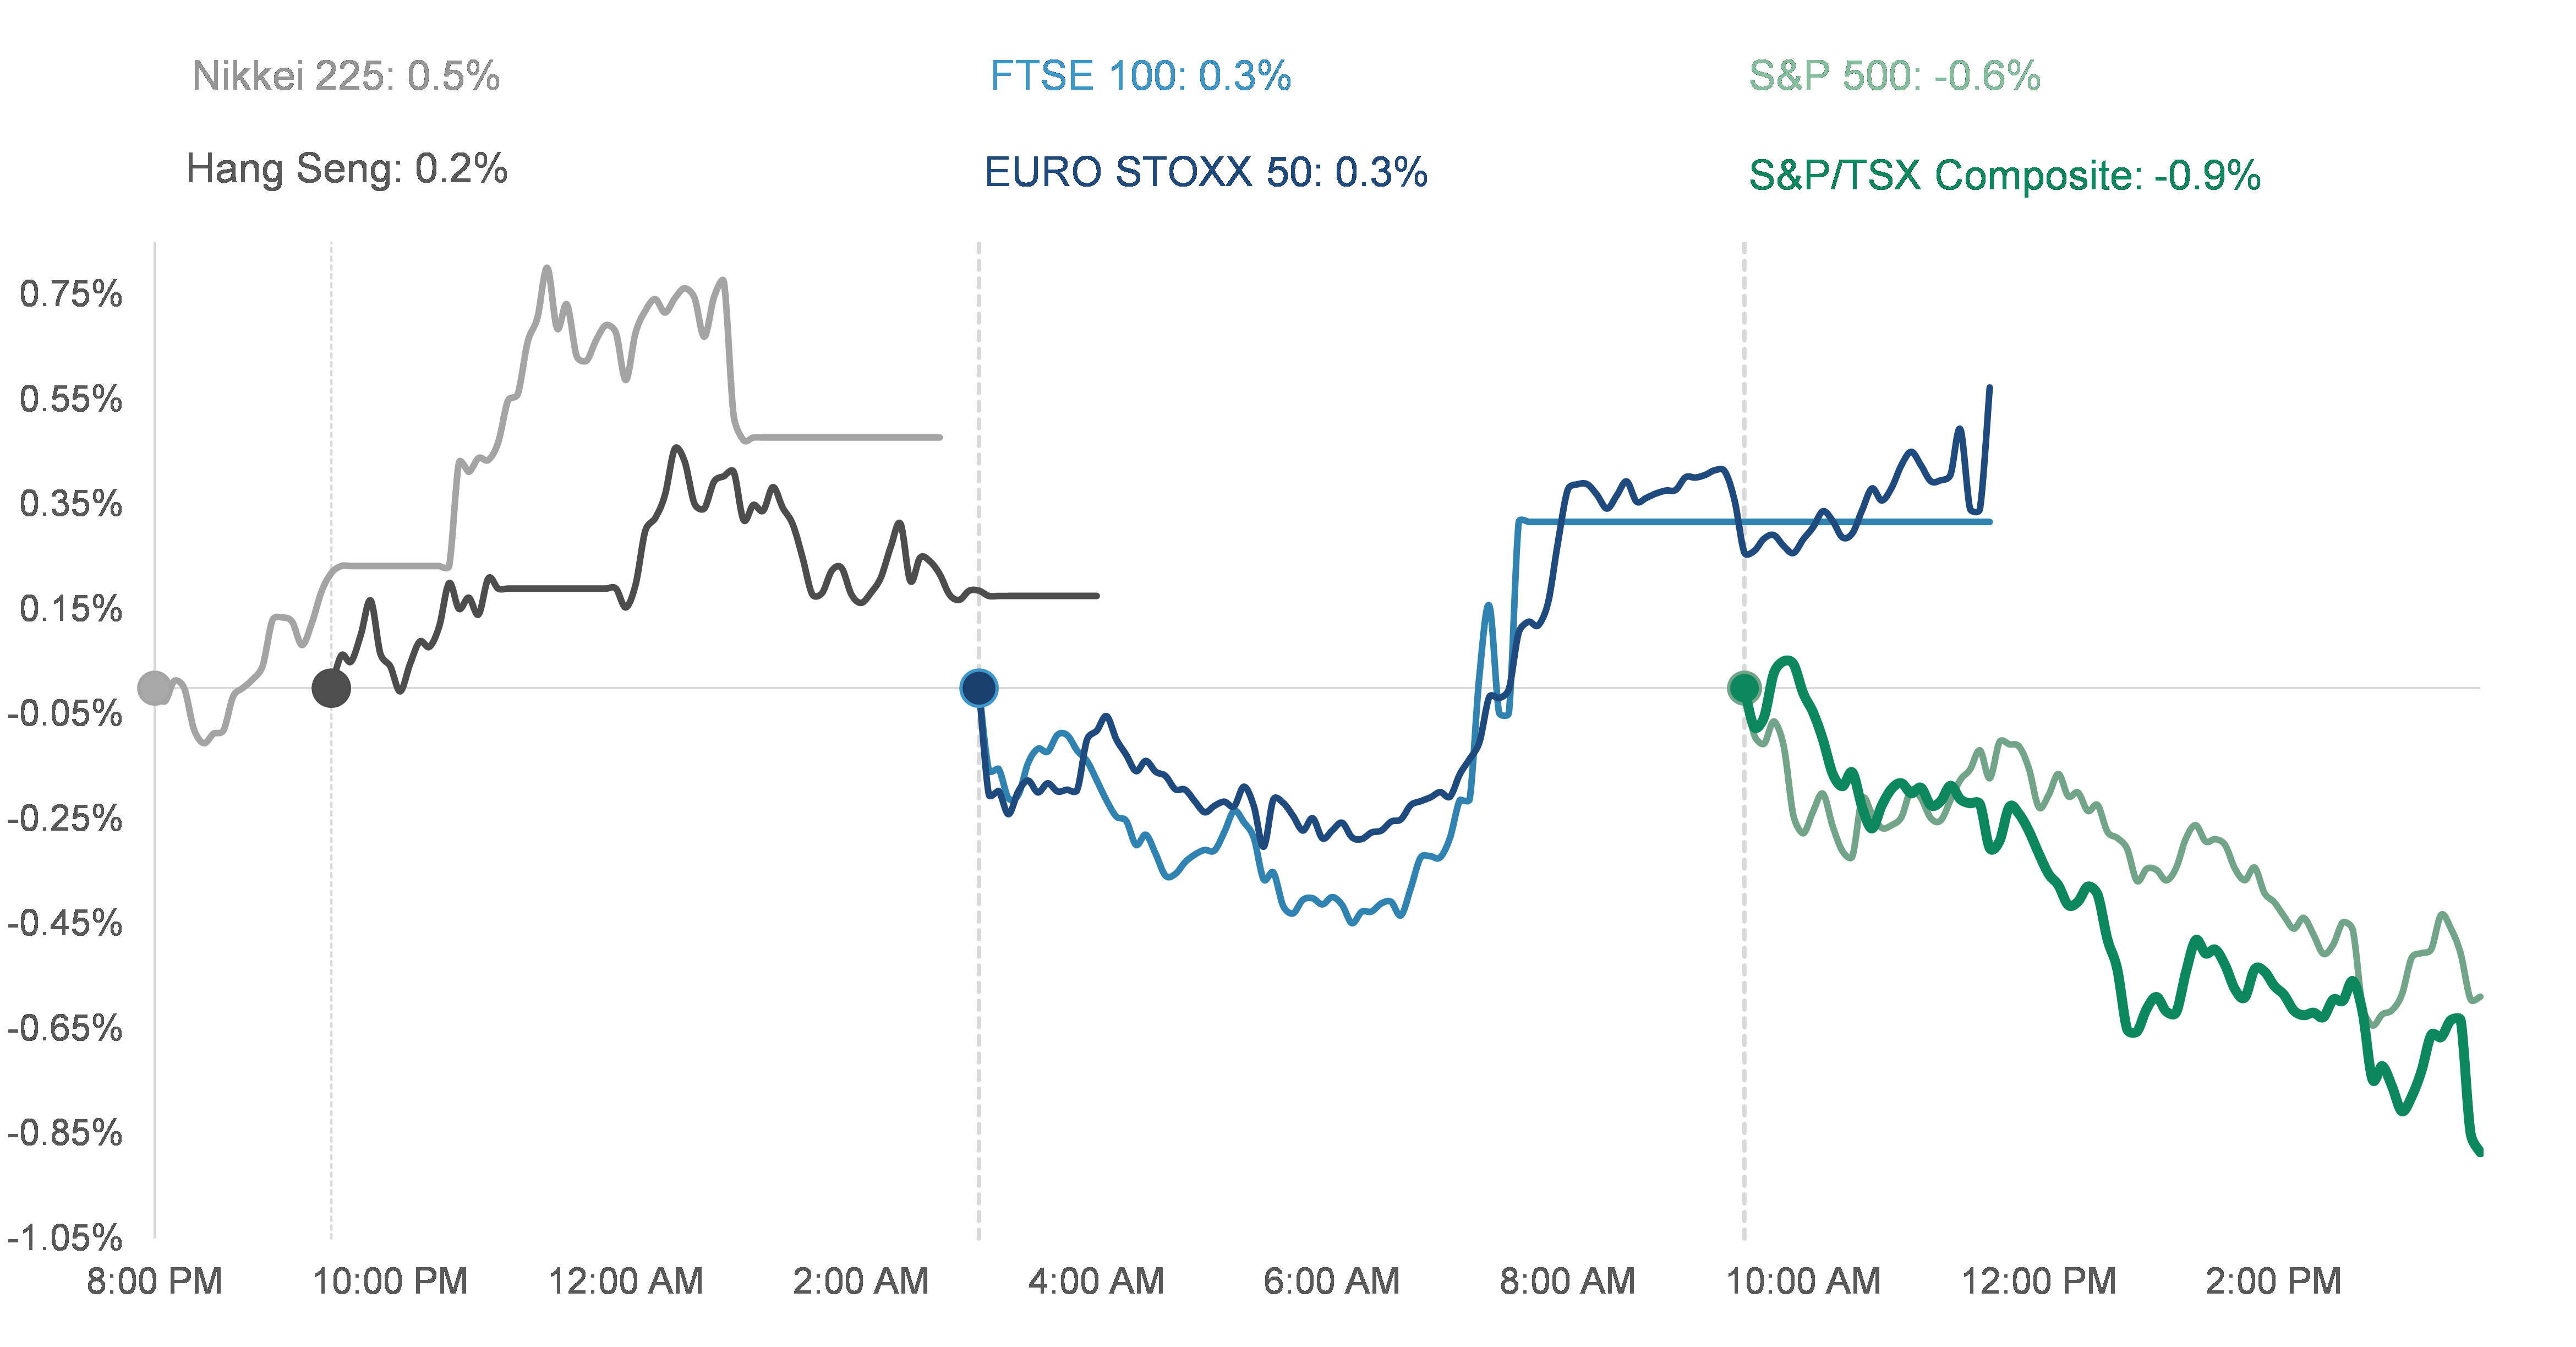 Nikkei 225: 0.5%
FTSE 100: 0.3%
S&P 500: -0.6%
Hang Seng: 0.2%
EURO STOXX 50: 0.3%
S&P/TSX Composite: -0.9%
0.75%
0.55%
0.35%
0.15%
-0.05%
-0.25%
-0.45%
-0.65%
-0.85%
-1.05%
8:00 PM
10:00 PM
12:00 AM
2:00 AM
4:00 AM
6:00 AM
8:00 AM
10:00 AM
12:00 PM
2:00 PM